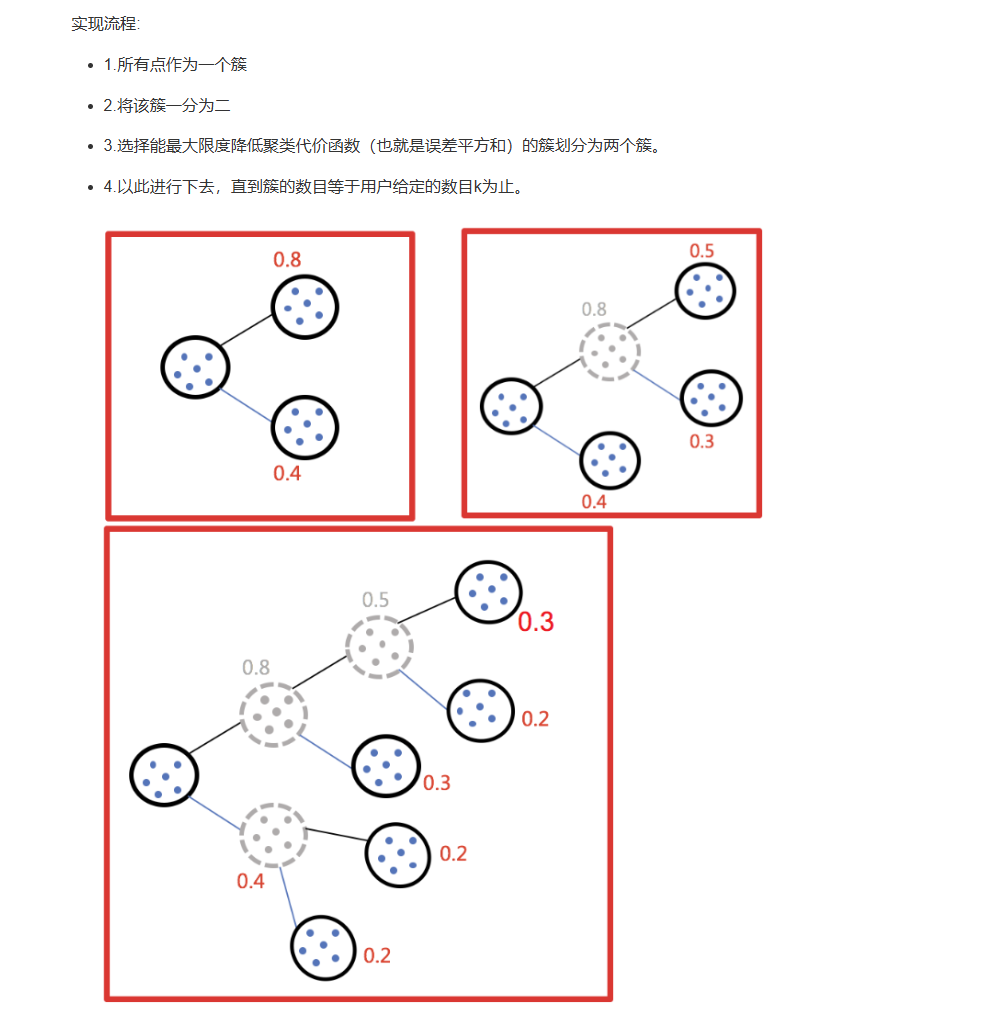 实现流程:
1.所有点作为一个簇
2.将该簇一分为二
3.选择能最大限度降低聚类代价函数（也就是误差平方和）的簇划分为两个簇。
4.以此进行下去，直到簇的数目等于用户给定的数目k为止。
0.8
0.4
0.5
0.8
0.3
0.4
0.5
0.3
0.8
0.2
0.3
0.2
0.4
0.2